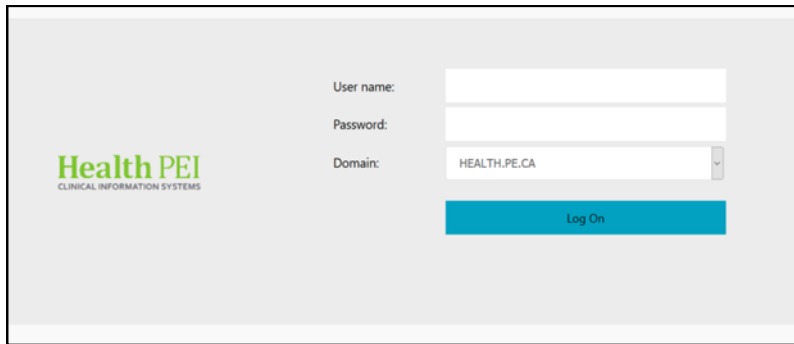 User name:
Password:
Domain: HEALTH.PE.CA
Health PEI
CLINICAL INFORMATION SYSTEMS
Log On